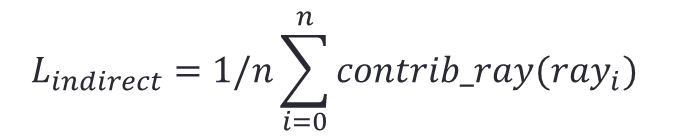 n
L_indirect = 1/n ∑ contrib_ray(ray_i)
i=0